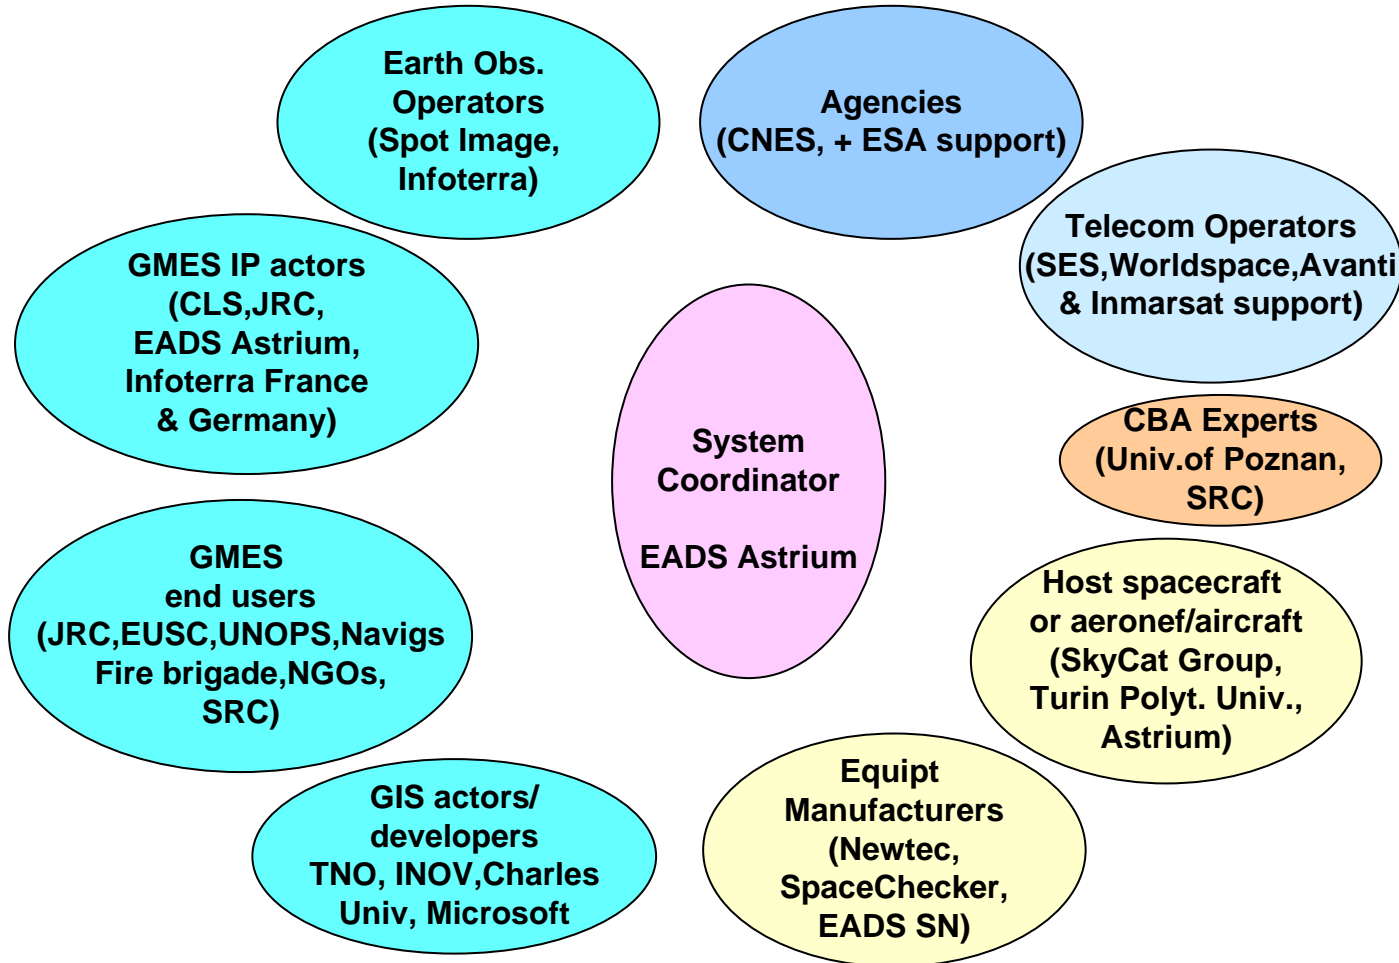 Earth Obs.
Operators
(Spot Image,
Infoterra)
Agencies
(CNES, + ESA support)
Telecom Operators
(SES,Worldspace,Avanti
& Inmarsat support)
GMES IP actors
(CLS,JRC,
EADS Astrium,
Infoterra France
& Germany)
System
Coordinator
EADS Astrium
CBA Experts
(Univ.of Poznan,
SRC)
GMES
end users
(JRC,EUSC,UNOPS,Navigs
Fire brigade,NGOs,
SRC)
Host spacecraft
or aeronef/aircraft
(SkyCat Group,
Turin Polyt. Univ.,
Astrium)
GIS actors/
developers
TNO, INOV,Charles
Univ, Microsoft
Equipt
Manufacturers
(Newtec,
SpaceChecker,
EADS SN)